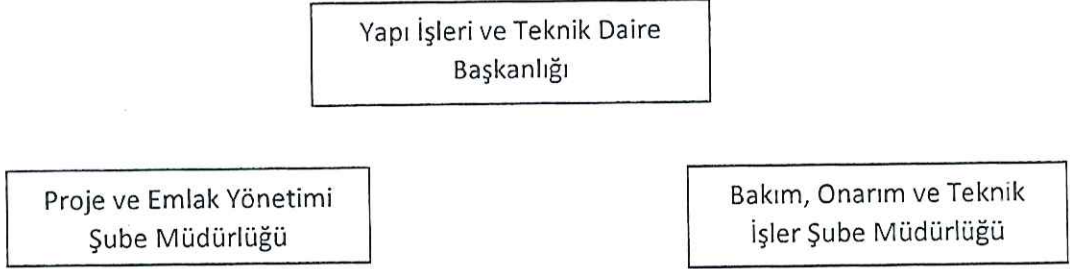 Yapı İşleri ve Teknik Daire
Başkanlığı
Proje ve Emlak Yönetimi
Şube Müdürlüğü
Bakım, Onarım ve Teknik
İşler Şube Müdürlüğü